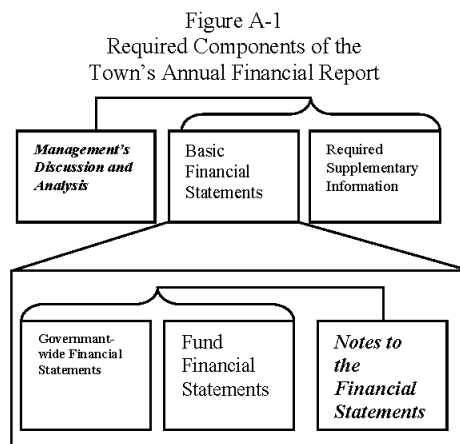 Figure A-1
Required Components of the
Town's Annual Financial Report
Management's
Discussion and
Analysis
Basic
Financial
Statements
Required
Supplementary
Information
Governmant-
wide Financial
Statements
Fund
Financial
Statements
Notes to
the
Financial
Statements